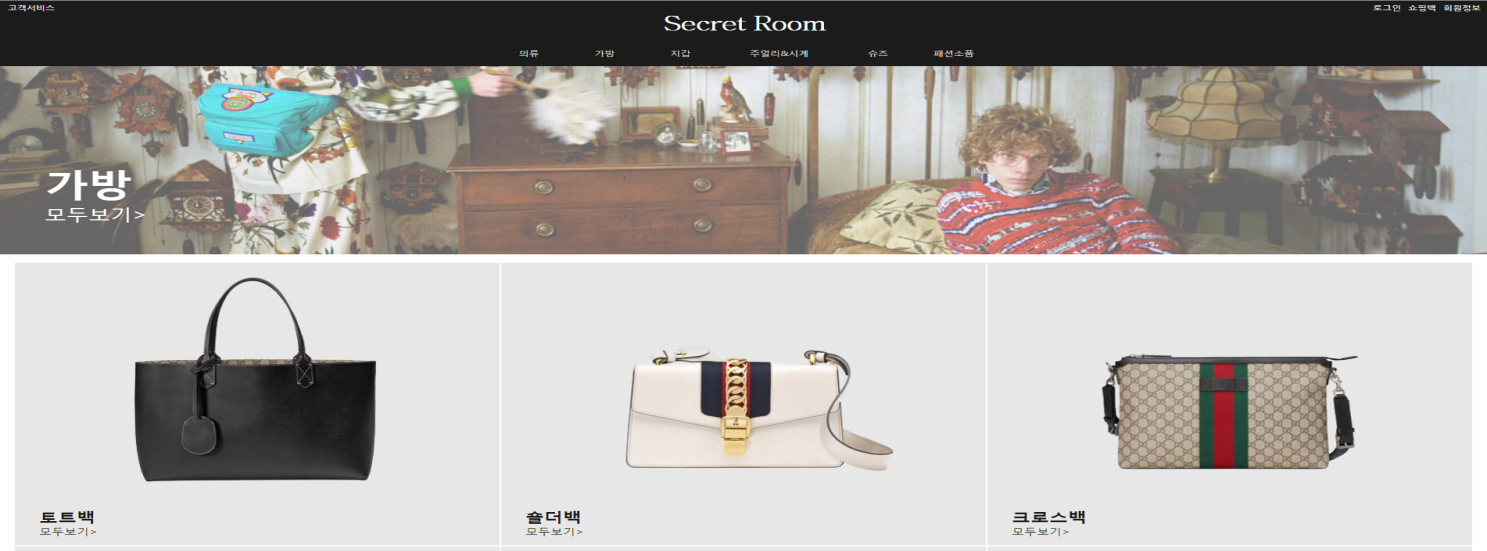 고객서비스
로그인 쇼핑백 회원정보
Secret Room
의류 가방 지갑 주얼리&시계 슈즈 패션소품
가방
모두보기>
토트백
모두보기>
숄더백
모두보기>
크로스백
모두보기>